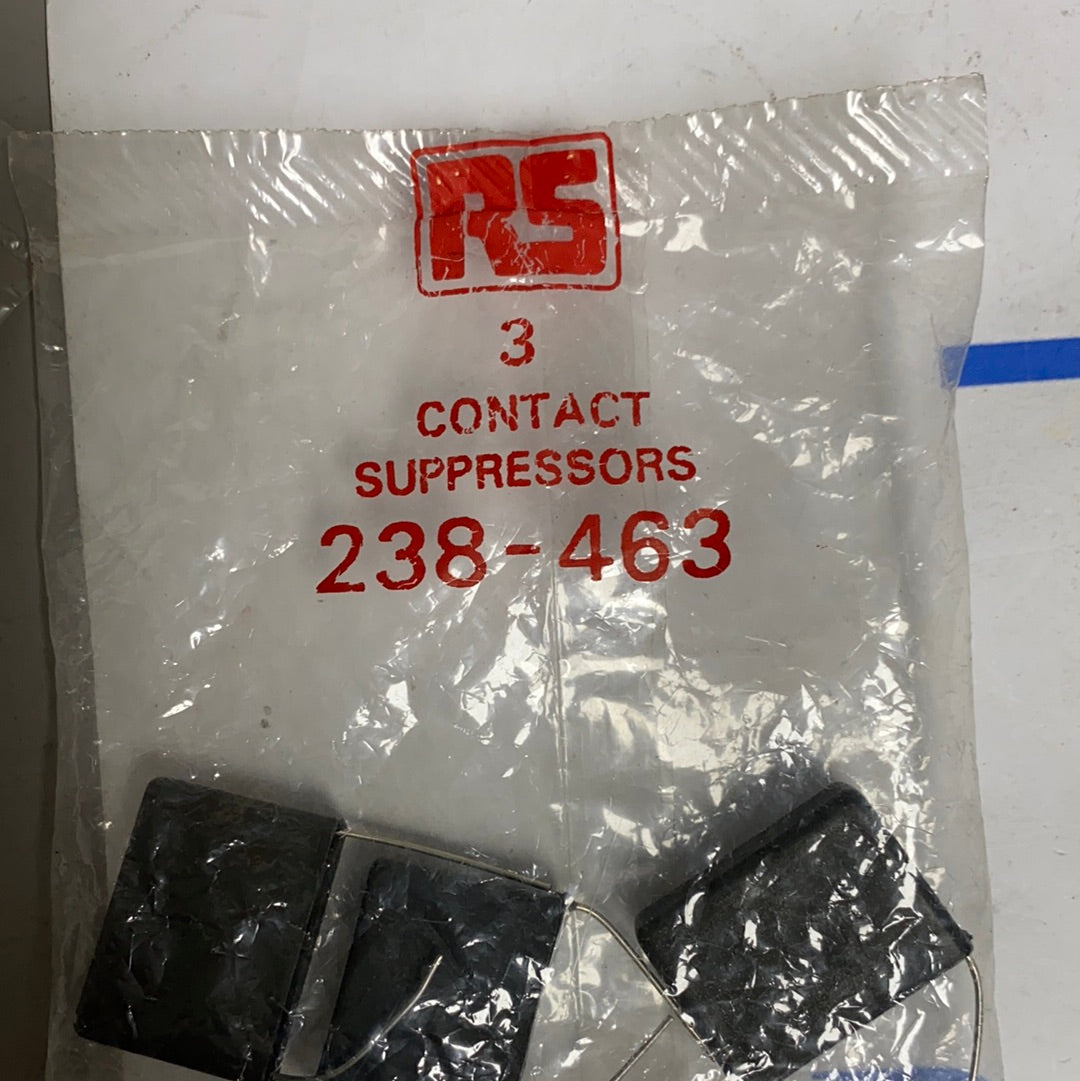 RS
3
CONTACT
SUPPRESSORS
238-463